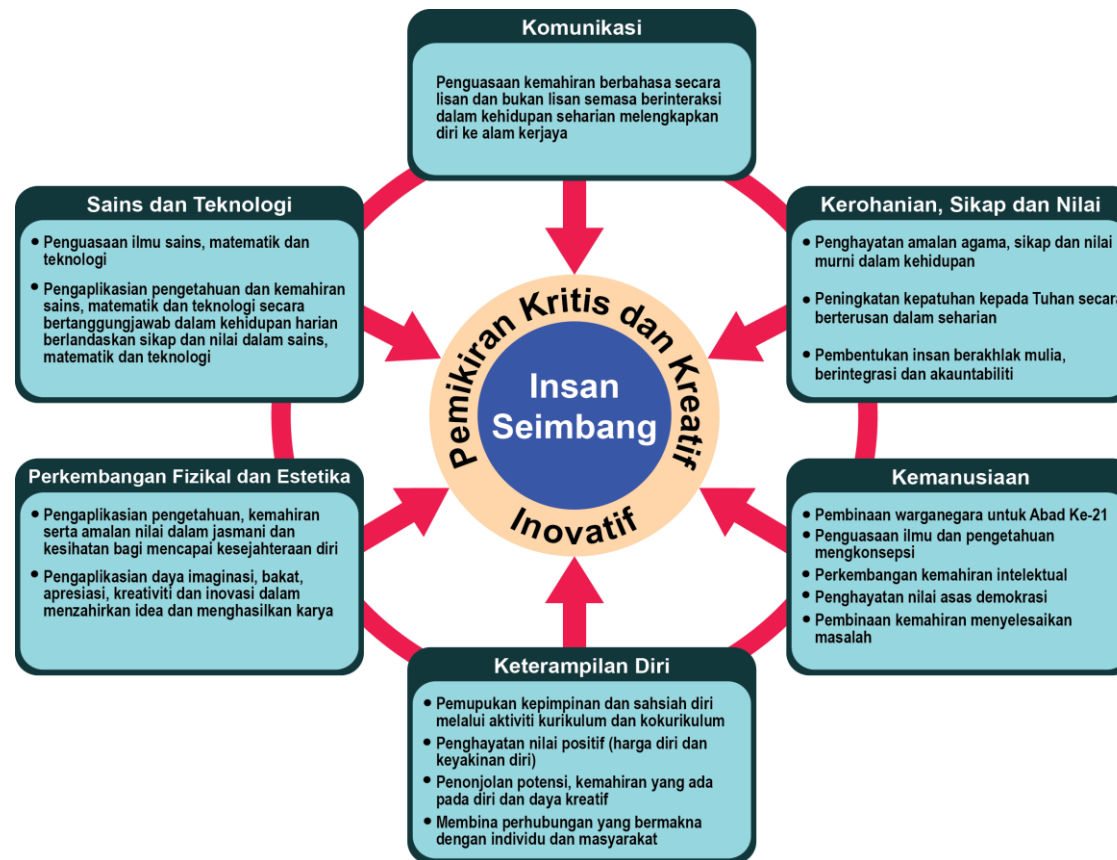 Komunikasi
Penguasaan kemahiran berbahasa secara
lisan dan bukan lisan semasa berinteraksi
dalam kehidupan seharian melengkapkan
diri ke alam kerjaya
Sains dan Teknologi
• Penguasaan ilmu sains, matematik dan
teknologi
• Pengaplikasian pengetahuan dan kemahiran
sains, matematik dan teknologi secara
bertanggungjawab dalam kehidupan harian
berlandaskan sikap dan nilai dalam sains,
matematik dan teknologi
Kerohanian, Sikap dan Nilai
• Penghayatan amalan agama, sikap dan nilai
murni dalam kehidupan
• Peningkatan kepatuhan kepada Tuhan secara
berterusan dalam seharian
• Pembentukan insan berakhlak mulia,
berintegrasi dan akauntabiliti
Pemikiran Kritis dan Kreatif
Insan
Seimbang
Inovatif
Perkembangan Fizikal dan Estetika
• Pengaplikasian pengetahuan, kemahiran
serta amalan nilai dalam jasmani dan
kesihatan bagi mencapai kesejahteraan diri
• Pengaplikasian daya imaginasi, bakat,
apresiasi, kreativiti dan inovasi dalam
menzahirkan idea dan menghasilkan karya
Kemanusiaan
• Pembinaan warganegara untuk Abad Ke-21
• Penguasaan ilmu dan pengetahuan
mengkonsepsi
• Perkembangan kemahiran intelektual
• Penghayatan nilai asas demokrasi
• Pembinaan kemahiran menyelesaikan
masalah
Keterampilan Diri
• Pemupukan kepimpinan dan sahsiah diri
melalui aktiviti kurikulum dan kokurikulum
• Penghayatan nilai positif (harga diri dan
keyakinan diri)
• Penonjolan potensi, kemahiran yang ada
pada diri dan daya kreatif
• Membina perhubungan yang bermakna
dengan individu dan masyarakat